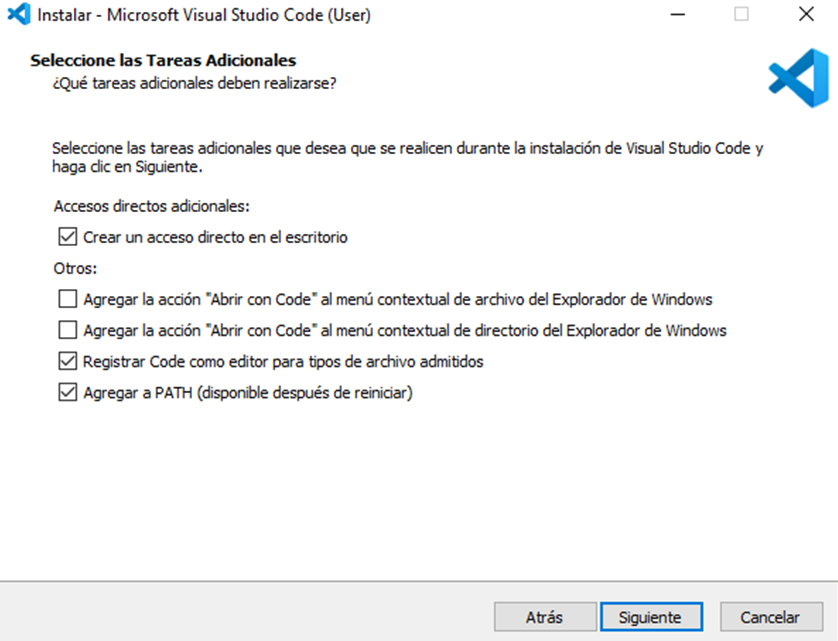 Instalar - Microsoft Visual Studio Code (User)
Seleccione las Tareas Adicionales
¿Qué tareas adicionales deben realizarse?
Seleccione las tareas adicionales que desea que se realicen durante la instalación de Visual Studio Code y
haga clic en Siguiente.
Accesos directos adicionales:
Crear un acceso directo en el escritorio
Otros:
Agregar la acción "Abrir con Code" al menú contextual de archivo del Explorador de Windows
Agregar la acción "Abrir con Code" al menú contextual de directorio del Explorador de Windows
Registrar Code como editor para tipos de archivo admitidos
Agregar a PATH (disponible después de reiniciar)
Atrás Siguiente Cancelar